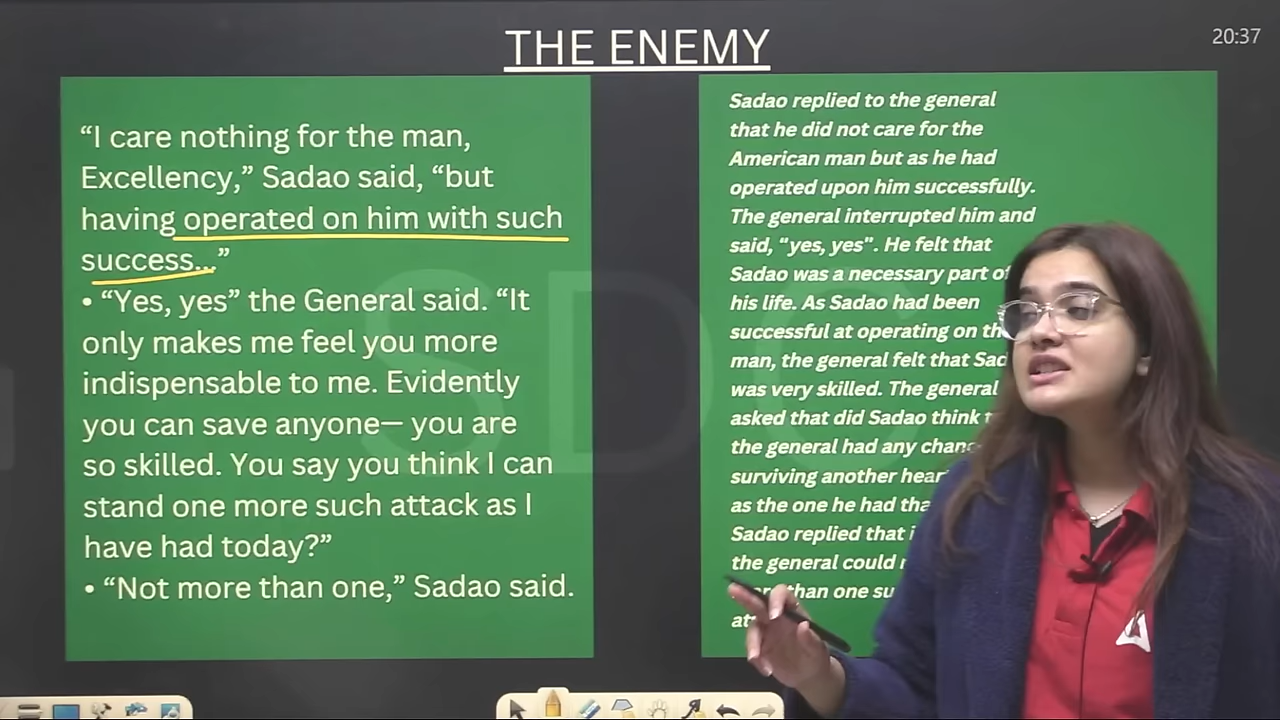 THE ENEMY
20:37
“I care nothing for the man,
Excellency,” Sadao said, “but
having operated on him with such
success...”
• “Yes, yes” the General said. “It
only makes me feel you more
indispensable to me. Evidently
you can save anyone— you are
so skilled. You say you think I can
stand one more such attack as I
have had today?”
• “Not more than one,” Sadao said.
Sadao replied to the general
that he did not care for the
American man but as he had
operated upon him successfully.
The general interrupted him and
said, “yes, yes”. He felt that
Sadao was a necessary part of
his life. As Sadao had been
successful at operating on
man, the general felt that
was very skilled. The general
asked that did Sadao think
the general had any
surviving another
as the one he had
Sadao replied that
the general could
than one
SDC